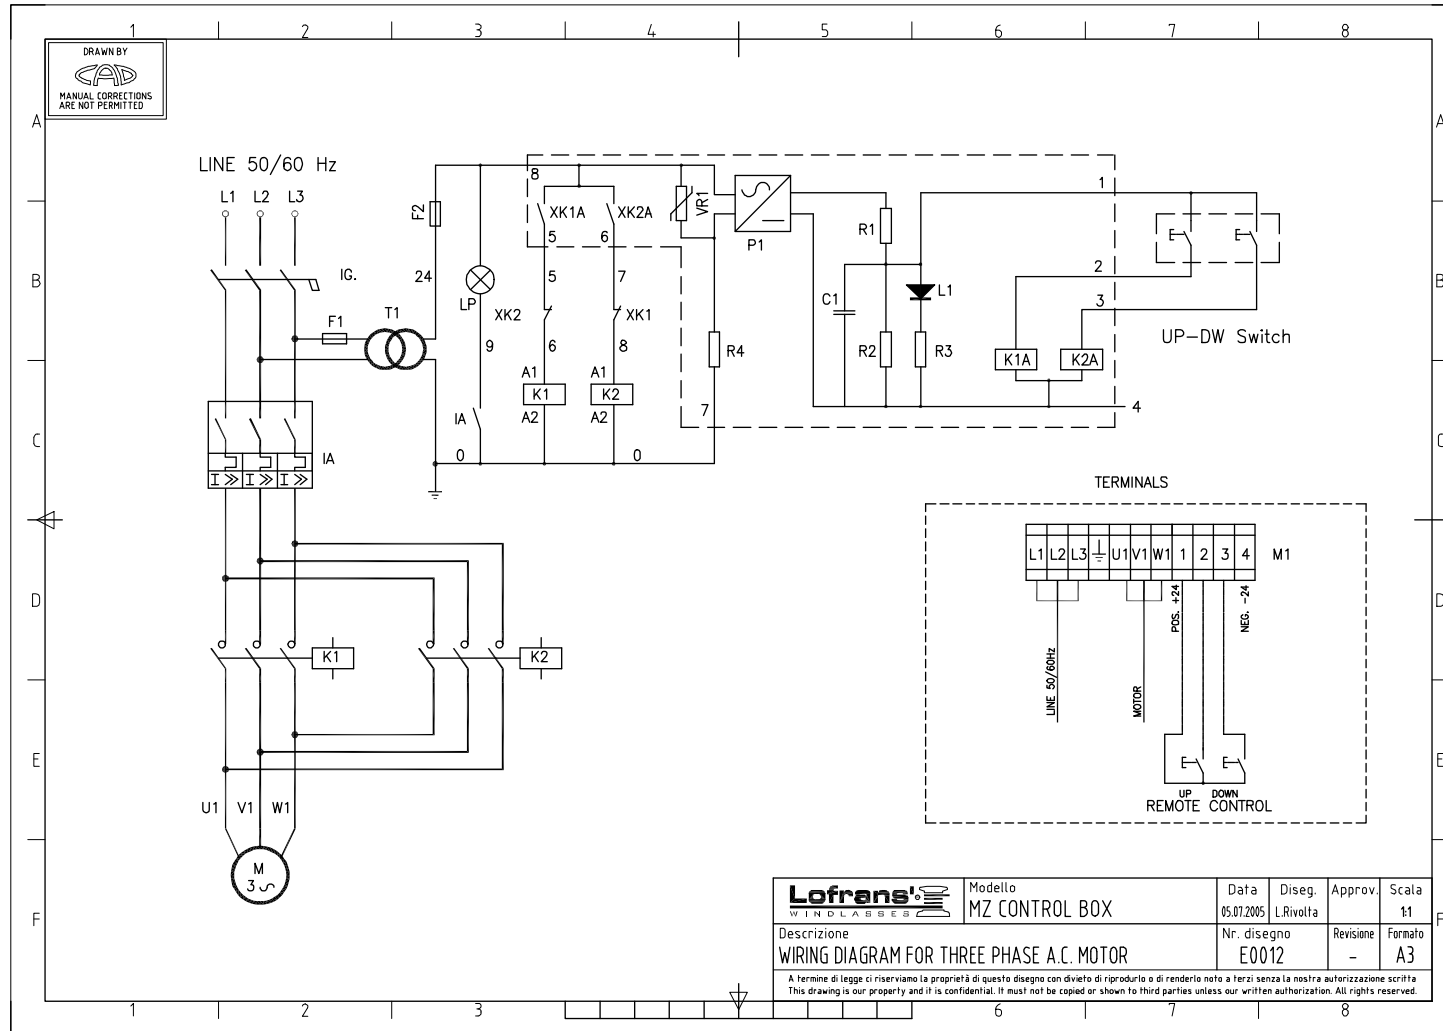 1 2 3 4 5 6 7 8
DRAWN BY
CAD
MANUAL CORRECTIONS
ARE NOT PERMITTED
A A
B B
C C
D D
E E
F F
LINE 50/60 Hz
L1 L2 L3
IG.
F1
T1
F2
24
LP
9
IA
0
8
XK1A
XK2A
5
6
5
7
XK2
XK1
6
8
A1
K1
A2
A1
K2
A2
0
VR1
R4
7
P1
R1
C1
L1
R2
R3
1
2
3
K1A
K2A
4
UP-DW Switch
IA
I >> I >> I >>
K1
K2
U1 V1 W1
M
3
TERMINALS
L1 L2 L3 U1 V1 W1 1 2 3 4 M1
LINE 50/60Hz
MOTOR
POS. +24
NEG. -24
UP DOWN
REMOTE CONTROL
Lofrans'
WINDLASSES
Modello
MZ CONTROL BOX
Data
05.07.2005
Diseg.
L.Rivolta
Approv.
Scala
1:1
Descrizione
WIRING DIAGRAM FOR THREE PHASE A.C. MOTOR
Nr. disegno
E0012
Revisione
-
Formato
A3
A termine di legge ci riserviamo la proprietà di questo disegno con divieto di riprodurlo o di renderlo noto a terzi senza la nostra autorizzazione scritta
This drawing is our property and it is confidential. It must not be copied or shown to third parties unless our written authorization. All rights reserved.
1 2 3 6 7 8